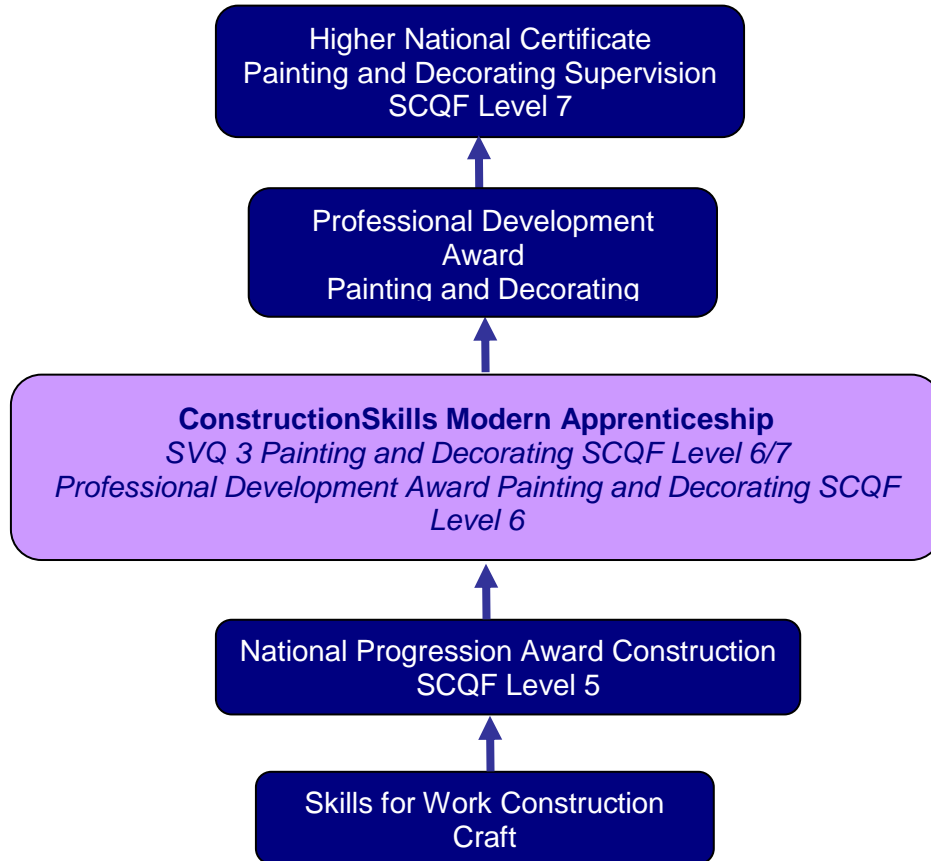 Higher National Certificate
Painting and Decorating Supervision
SCQF Level 7
Professional Development
Award
Painting and Decorating
ConstructionSkills Modern Apprenticeship
SVQ 3 Painting and Decorating SCQF Level 6/7
Professional Development Award Painting and Decorating SCQF
Level 6
National Progression Award Construction
SCQF Level 5
Skills for Work Construction
Craft